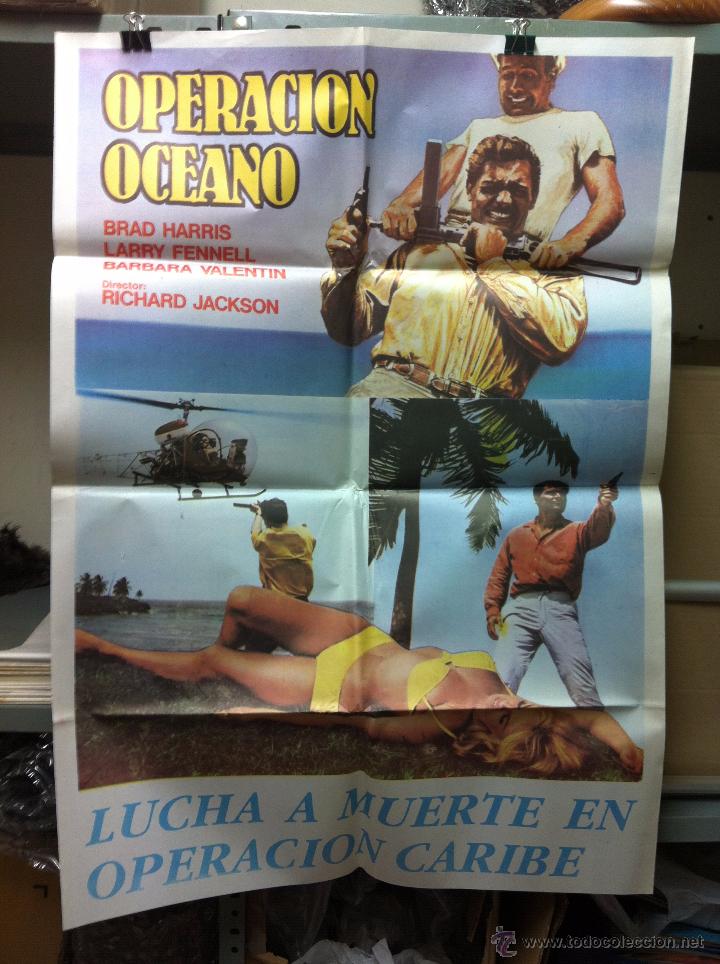 OPERACION
OCEANO
BRAD HARRIS
LARRY FENNELL
BARBARA VALENTIN
Director:
RICHARD JACKSON
LUCHA A MUERTE EN
OPERACION CARIBE
© www.todocoleccion.net